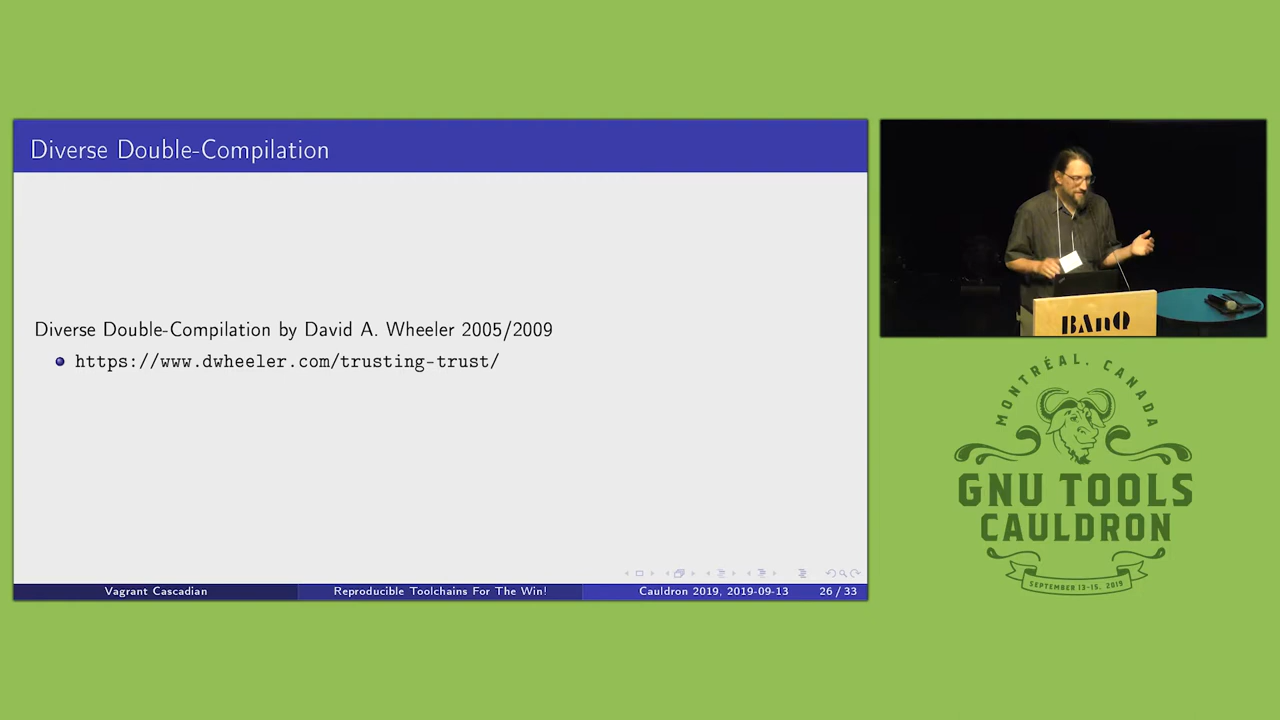 Diverse Double-Compilation
Diverse Double-Compilation by David A. Wheeler 2005/2009
https://www.dwheeler.com/trusting-trust/
Vagrant Cascadian
Reproducible Toolchains For The Win!
Cauldron 2019, 2019-09-13
26 / 33
BAnQ
MONTRÉAL, CANADA
GNU TOOLS
CAULDRON
SEPTEMBER 13-15, 2019